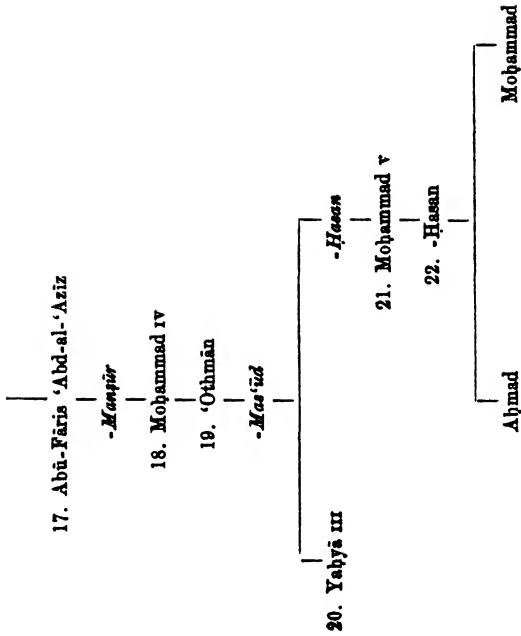 17. Abū-Fāris ‘Abd-al-‘Azīz
-Manṣūr
18. Moḥammad IV
19. ‘Othmān
-Mas‘ūd
20. Yaḥyā III
-Ḥasan
21. Moḥammad V
22. -Ḥasan
Aḥmad
Moḥammad